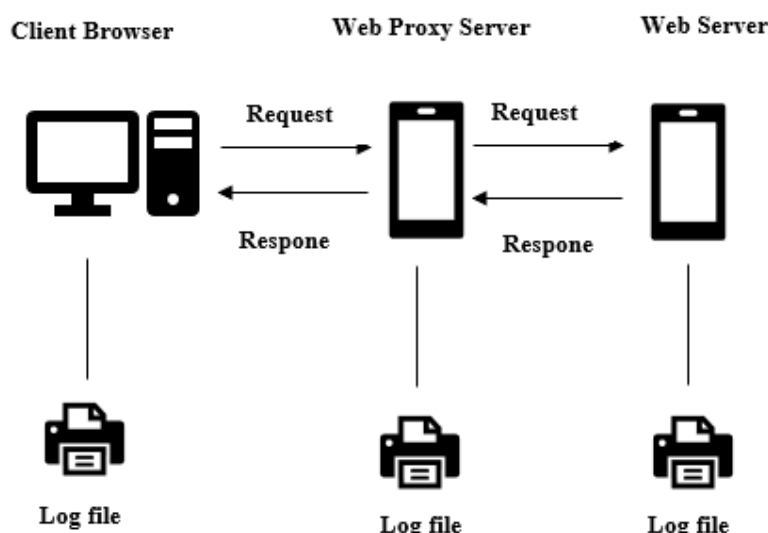 Client Browser
Web Proxy Server
Web Server
Request
Request
Respone
Respone
Log file
Log file
Log file